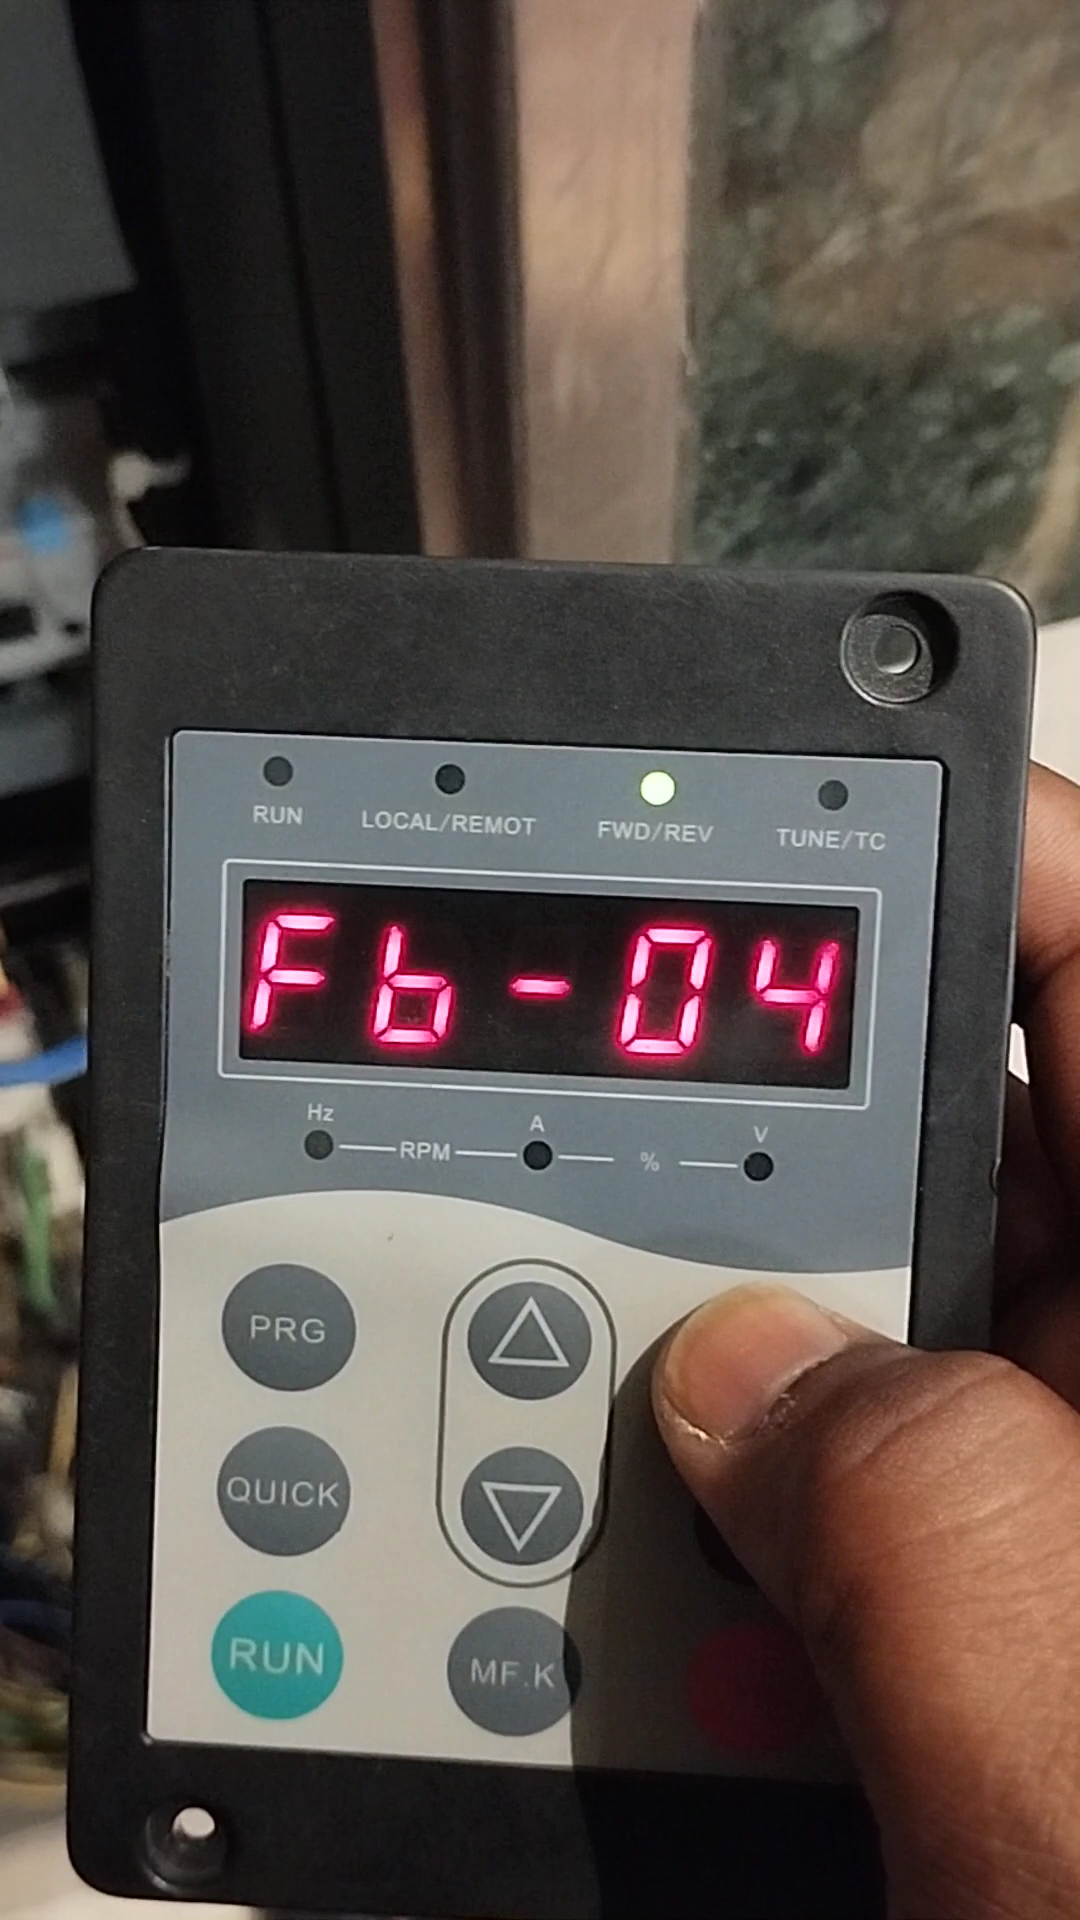 RUN LOCAL/REMOT FWD/REV TUNE/TC
Fb-04
Hz RPM A % V
PRG
QUICK
RUN MF.K